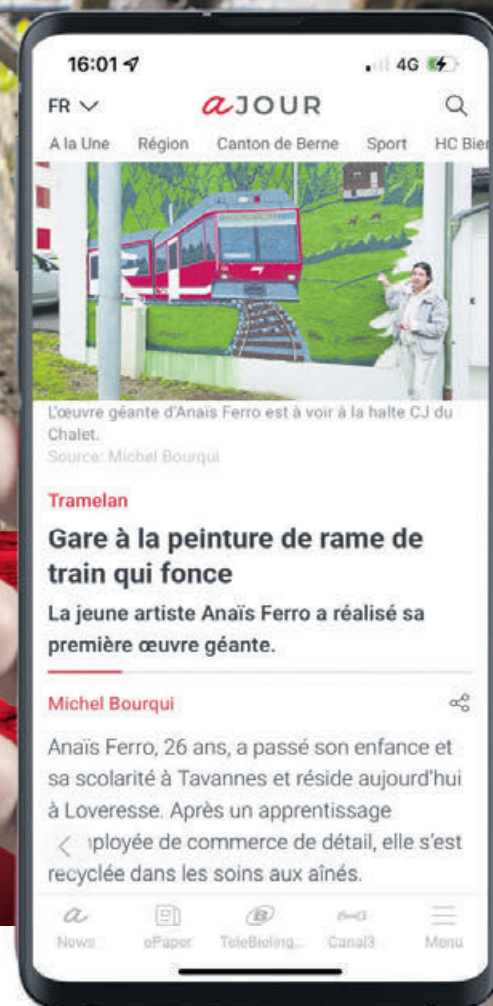 16:01
4G
FR
aJOUR
A la Une Région Canton de Berne Sport HC Bien
L'œuvre géante d'Anaïs Ferro est à voir à la halte CJ du
Chalet.
Source: Michel Bourqui
Tramelan
Gare à la peinture de rame de
train qui fonce
La jeune artiste Anaïs Ferro a réalisé sa
première œuvre géante.
Michel Bourqui
Anaïs Ferro, 26 ans, a passé son enfance et
sa scolarité à Tavannes et réside aujourd'hui
à Loveresse. Après un apprentissage
ployée de commerce de détail, elle s'est
recyclée dans les soins aux aînés.
a
B
News ePaper TeleBieling... Canal3 Menu